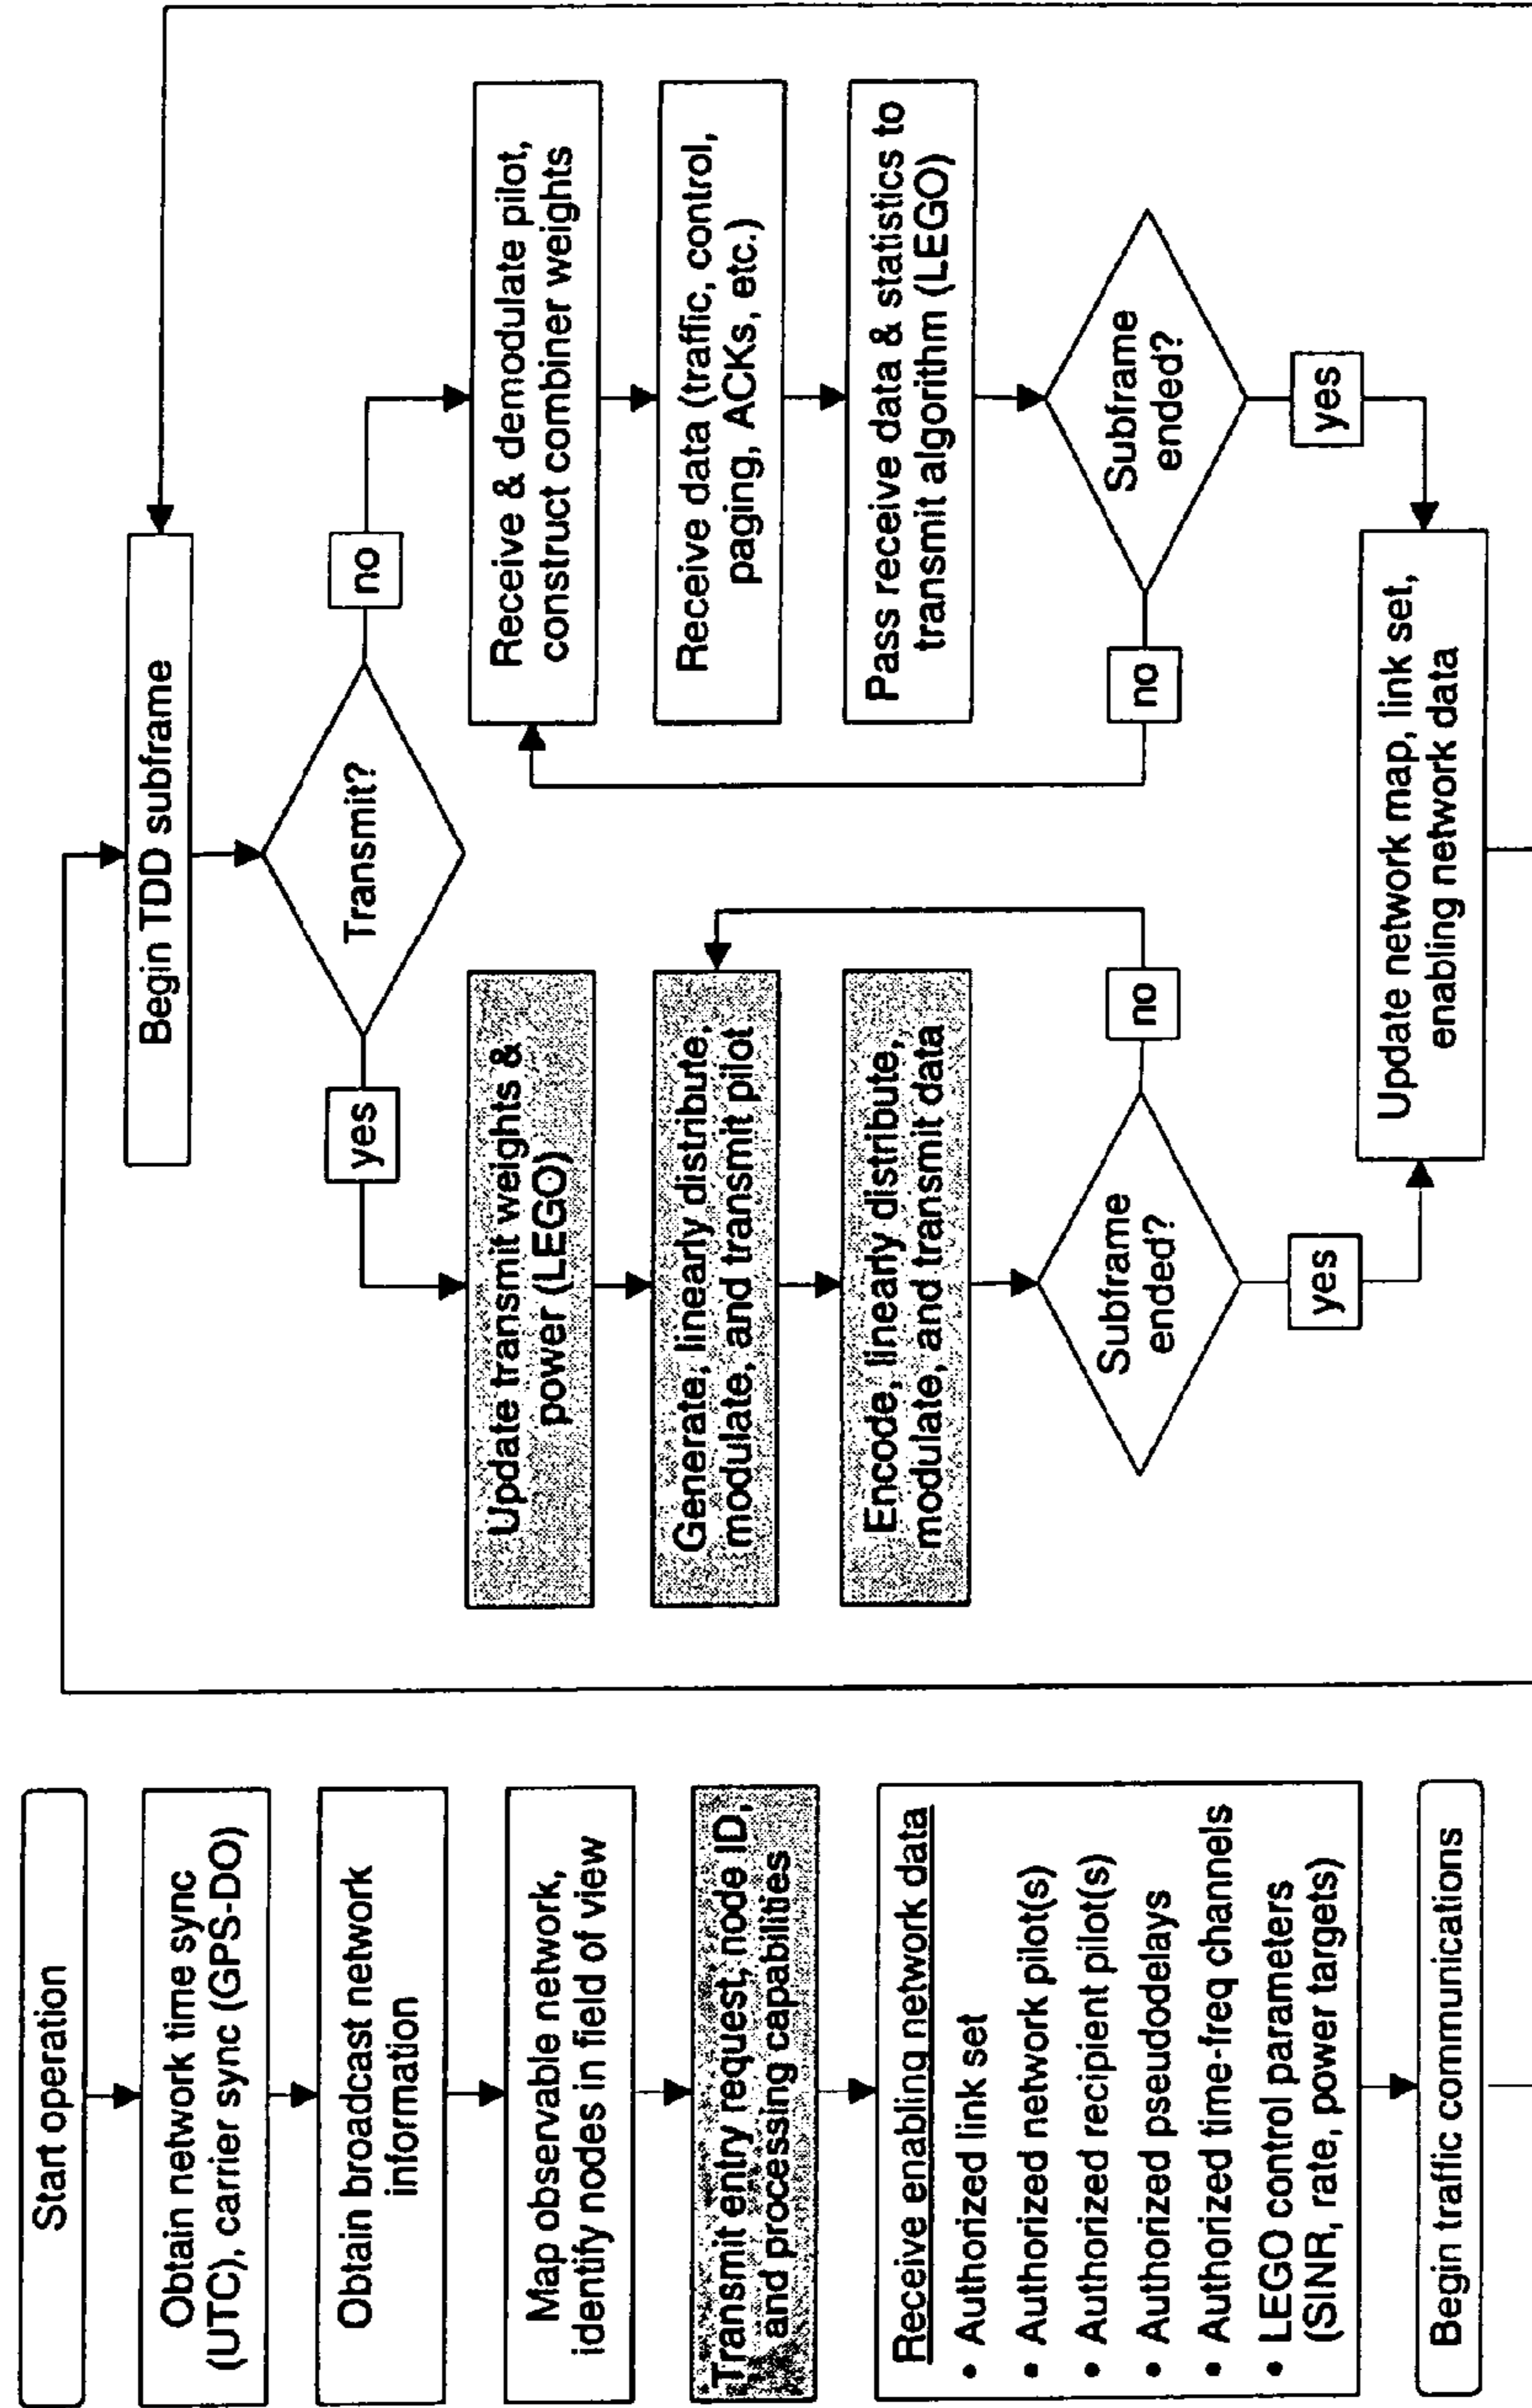 Start operation
Obtain network time sync
(UTC), carrier sync (GPS-DO)
Obtain broadcast network
information
Map observable network,
identify nodes in field of view
Transmit entry request, node ID,
and processing capabilities
Receive enabling network data
• Authorized link set
• Authorized network pilot(s)
• Authorized recipient pilot(s)
• Authorized pseudodelays
• Authorized time-freq channels
• LEGO control parameters
(SINR, rate, power targets)
Begin traffic communications
Begin TDD subframe
Transmit?
yes
no
Update transmit weights &
power (LEGO)
Generate, linearly distribute,
modulate, and transmit pilot
Encode, linearly distribute,
modulate, and transmit data
Subframe
ended?
no
yes
Receive & demodulate pilot,
construct combiner weights
Receive data (traffic, control,
paging, ACKs, etc.)
Pass receive data & statistics to
transmit algorithm (LEGO)
Subframe
ended?
no
yes
Update network map, link set,
enabling network data